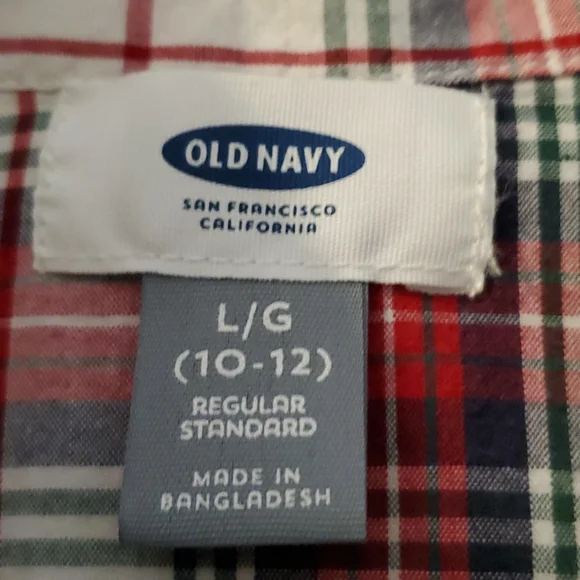 OLD NAVY
SAN FRANCISCO
CALIFORNIA
L/G
(10-12)
REGULAR
STANDARD
MADE IN
BANGLADESH